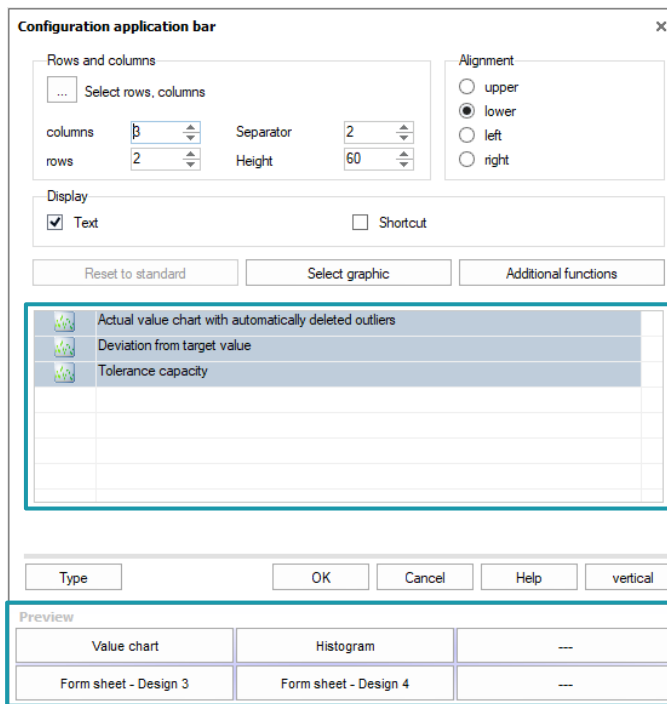 Configuration application bar
Rows and columns
Alignment
... Select rows, columns
upper
lower
left
right
columns 3 Separator 2
rows 2 Height 60
Display
Text Shortcut
Reset to standard Select graphic Additional functions
Actual value chart with automatically deleted outliers
Deviation from target value
Tolerance capacity
Type OK Cancel Help vertical
Preview
Value chart Histogram ---
Form sheet - Design 3 Form sheet - Design 4 ---